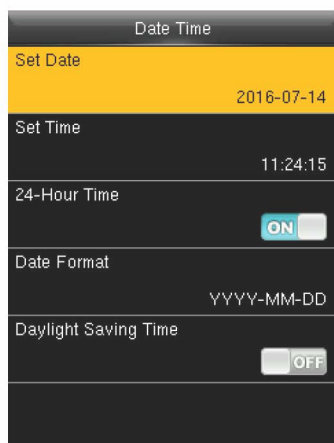 Date Time
Set Date
2016-07-14
Set Time
11:24:15
24-Hour Time
ON
Date Format
YYYY-MM-DD
Daylight Saving Time
OFF